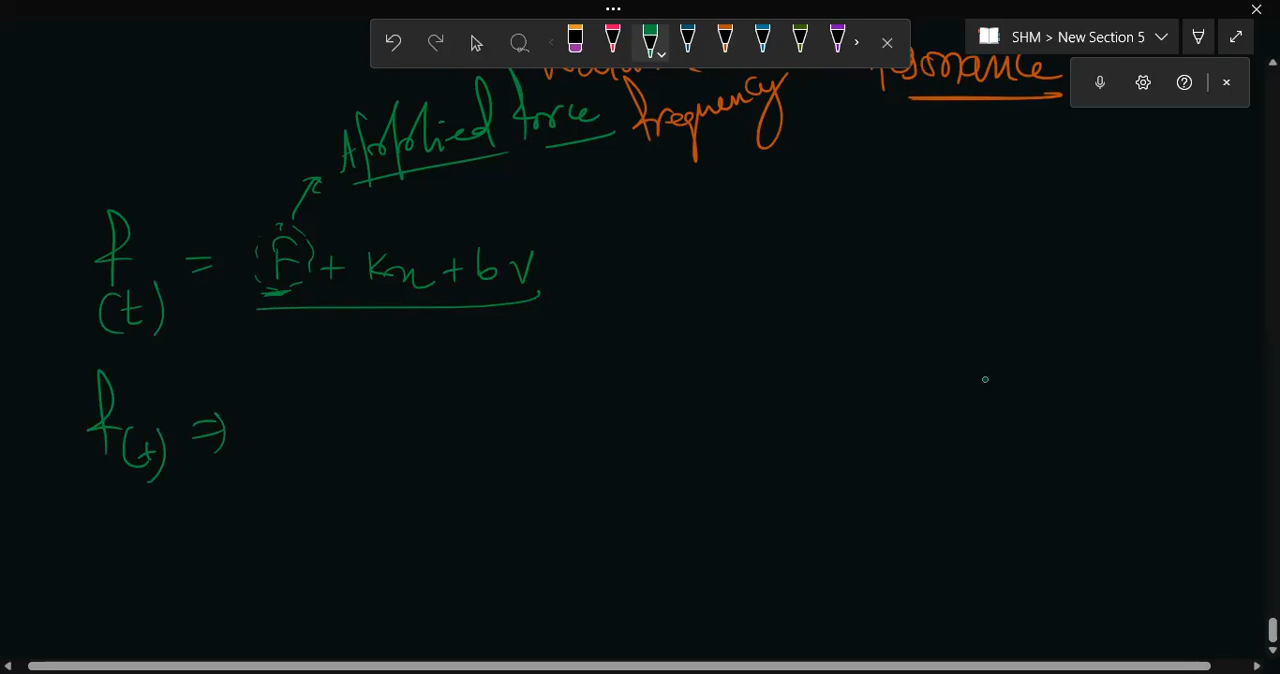 SHM > New Section 5
Resonance
Applied force frequency
f(t) = F + Kx + bv
f(t) ⇒